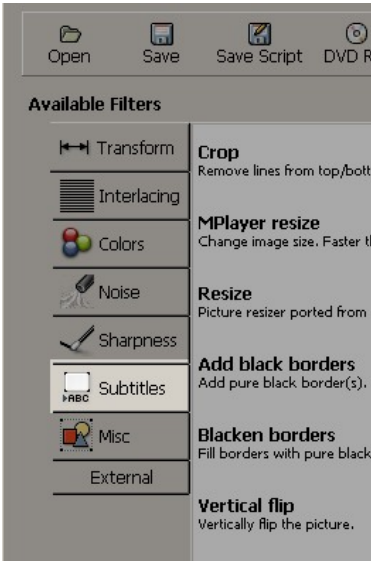 Open Save Save Script DVD R
Available Filters
Transform
Interlacing
Colors
Noise
Sharpness
Subtitles
ABC
Misc
External
Crop
Remove lines from top/bott
MPlayer resize
Change image size. Faster t
Resize
Picture resizer ported from
Add black borders
Add pure black border(s).
Blacken borders
Fill borders with pure black
Vertical flip
Vertically flip the picture.